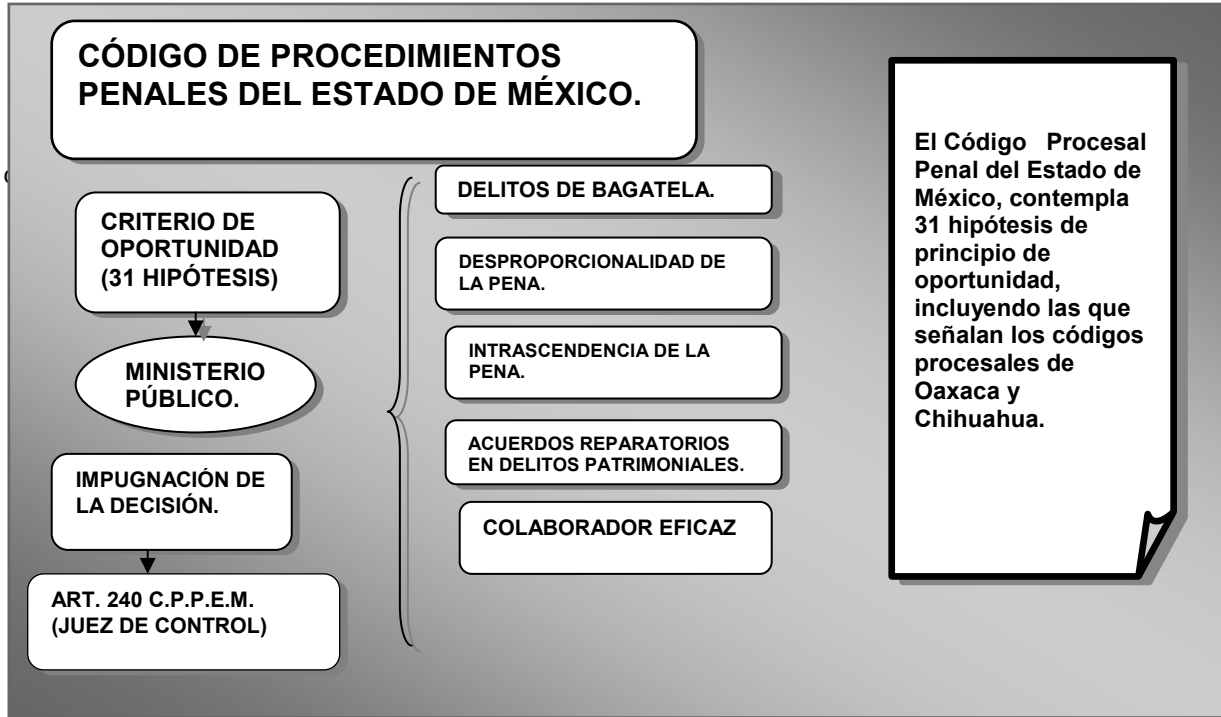 CÓDIGO DE PROCEDIMIENTOS
PENALES DEL ESTADO DE MÉXICO.
CRITERIO DE
OPORTUNIDAD
(31 HIPÓTESIS)
MINISTERIO
PÚBLICO.
IMPUGNACIÓN DE
LA DECISIÓN.
ART. 240 C.P.P.E.M.
(JUEZ DE CONTROL)
DELITOS DE BAGATELA.
DESPROPORCIONALIDAD DE
LA PENA.
INTRASCENDENCIA DE LA
PENA.
ACUERDOS REPARATORIOS
EN DELITOS PATRIMONIALES.
COLABORADOR EFICAZ
El Código Procesal
Penal del Estado de
México, contempla
31 hipótesis de
principio de
oportunidad,
incluyendo las que
señalan los códigos
procesales de
Oaxaca y
Chihuahua.